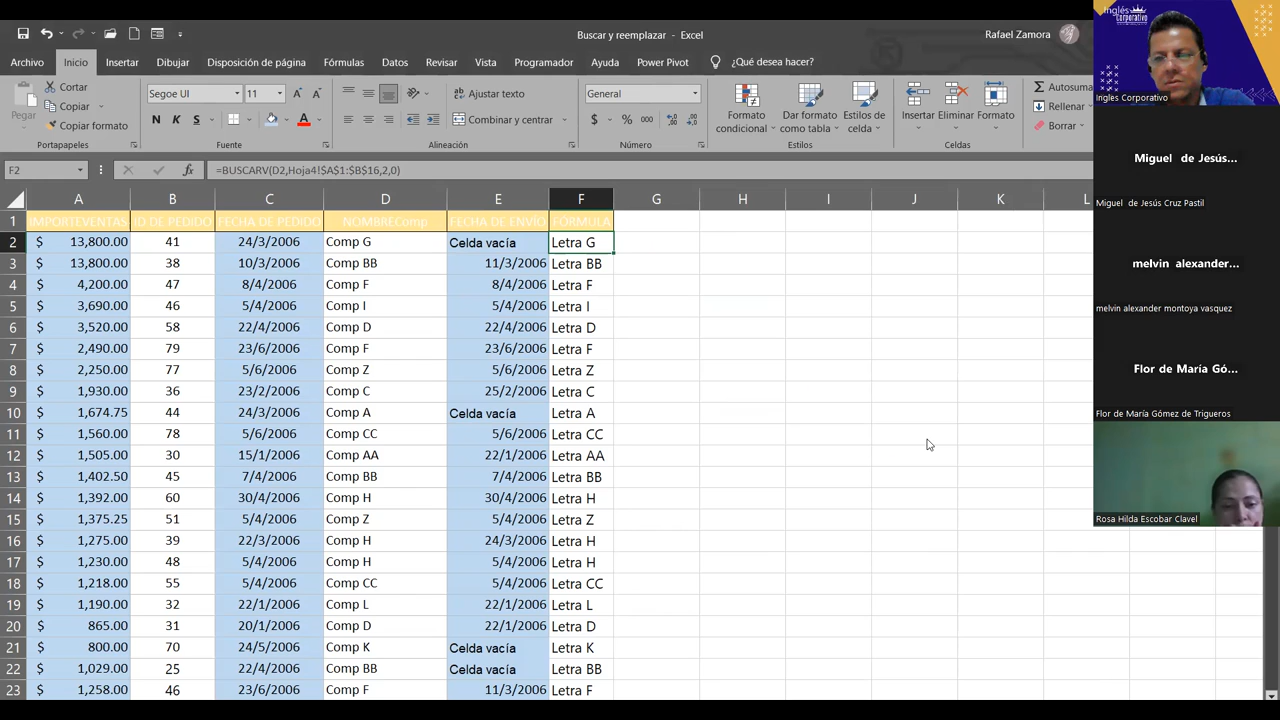 Buscar y reemplazar - Excel
Rafael Zamora
Archivo Inicio Insertar Dibujar Disposición de página Fórmulas Datos Revisar Vista Programador Ayuda Power Pivot ¿Qué desea hacer?
Pegar
Cortar
Copiar
Copiar formato
Portapapeles
Segoe UI 11
N K S
Fuente
Ajustar texto
Combinar y centrar
Alineación
General
$ % 000
Número
Formato condicional
Dar formato como tabla
Estilos de celda
Estilos
Insertar Eliminar Formato
Celdas
Autosuma
Rellenar
Borrar
F2 fx =BUSCARV(D2,Hoja4!$A$1:$B$16,2,0)
A B C D E F G H I J K L
1 IMPORTEVENTAS ID DE PEDIDO FECHA DE PEDIDO NOMBREComp FECHA DE ENVÍO FÓRMULA
2 $ 13,800.00 41 24/3/2006 Comp G Celda vacía Letra G
3 $ 13,800.00 38 10/3/2006 Comp BB 11/3/2006 Letra BB
4 $ 4,200.00 47 8/4/2006 Comp F 8/4/2006 Letra F
5 $ 3,690.00 46 5/4/2006 Comp I 5/4/2006 Letra I
6 $ 3,520.00 58 22/4/2006 Comp D 22/4/2006 Letra D
7 $ 2,490.00 79 23/6/2006 Comp F 23/6/2006 Letra F
8 $ 2,250.00 77 5/6/2006 Comp Z 5/6/2006 Letra Z
9 $ 1,930.00 36 23/2/2006 Comp C 25/2/2006 Letra C
10 $ 1,674.75 44 24/3/2006 Comp A Celda vacía Letra A
11 $ 1,560.00 78 5/6/2006 Comp CC 5/6/2006 Letra CC
12 $ 1,505.00 30 15/1/2006 Comp AA 22/1/2006 Letra AA
13 $ 1,402.50 45 7/4/2006 Comp BB 7/4/2006 Letra BB
14 $ 1,392.00 60 30/4/2006 Comp H 30/4/2006 Letra H
15 $ 1,375.25 51 5/4/2006 Comp Z 5/4/2006 Letra Z
16 $ 1,275.00 39 22/3/2006 Comp H 24/3/2006 Letra H
17 $ 1,230.00 48 5/4/2006 Comp H 5/4/2006 Letra H
18 $ 1,218.00 55 5/4/2006 Comp CC 5/4/2006 Letra CC
19 $ 1,190.00 32 22/1/2006 Comp L 22/1/2006 Letra L
20 $ 865.00 31 20/1/2006 Comp D 22/1/2006 Letra D
21 $ 800.00 70 24/5/2006 Comp K Celda vacía Letra K
22 $ 1,029.00 25 22/4/2006 Comp BB Celda vacía Letra BB
23 $ 1,258.00 46 23/6/2006 Comp F 11/3/2006 Letra F
Inglés Corporativo
Ingles Corporativo
Miguel de Jesús...
Miguel de Jesús Cruz Pastil
melvin alexander...
melvin alexander montoya vasquez
Flor de María Gó...
Flor de María Gómez de Trigueros
Rosa Hilda Escobar Clavel